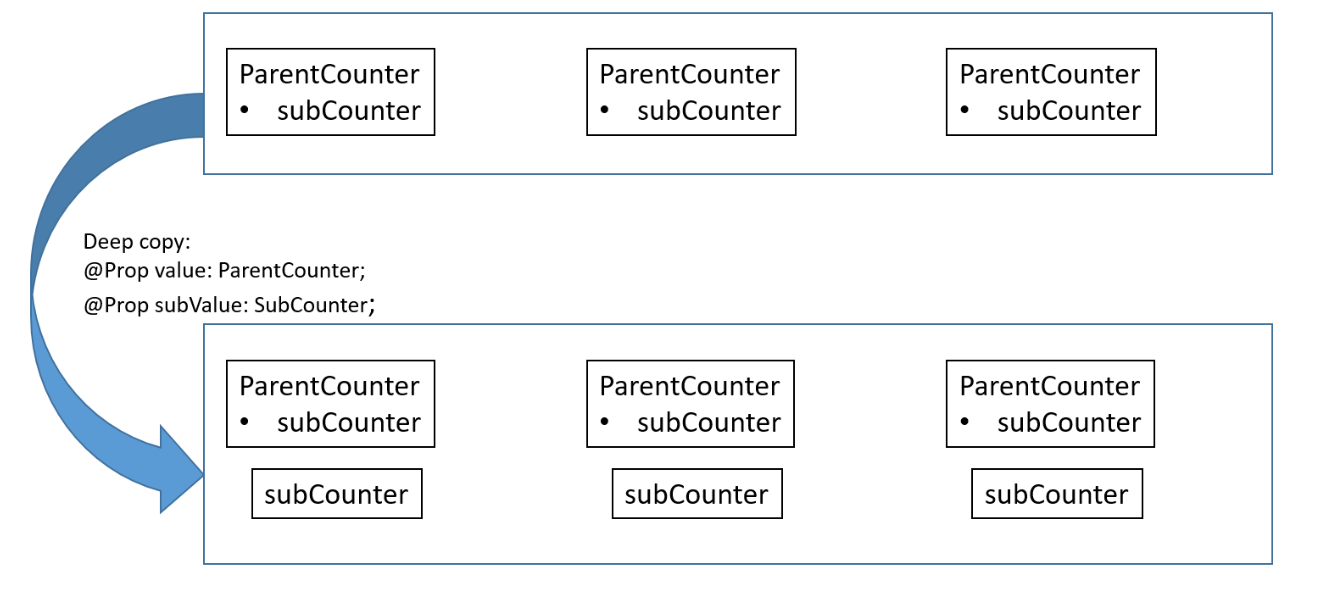 ParentCounter
• subCounter
ParentCounter
• subCounter
ParentCounter
• subCounter
Deep copy:
@Prop value: ParentCounter;
@Prop subValue: SubCounter;
ParentCounter
• subCounter
subCounter
ParentCounter
• subCounter
subCounter
ParentCounter
• subCounter
subCounter